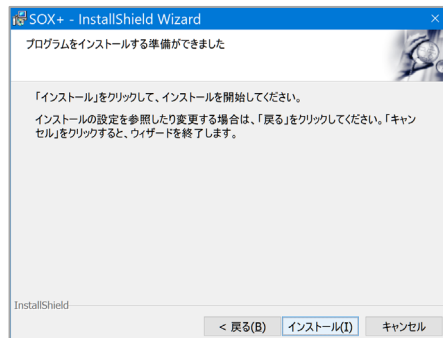 SOX+ - InstallShield Wizard
プログラムをインストールする準備ができました
「インストール」をクリックして、インストールを開始してください。
インストールの設定を参照したり変更する場合は、「戻る」をクリックしてください。「キャン
セル」をクリックすると、ウィザードを終了します。
InstallShield
< 戻る(B)
インストール(I)
キャンセル